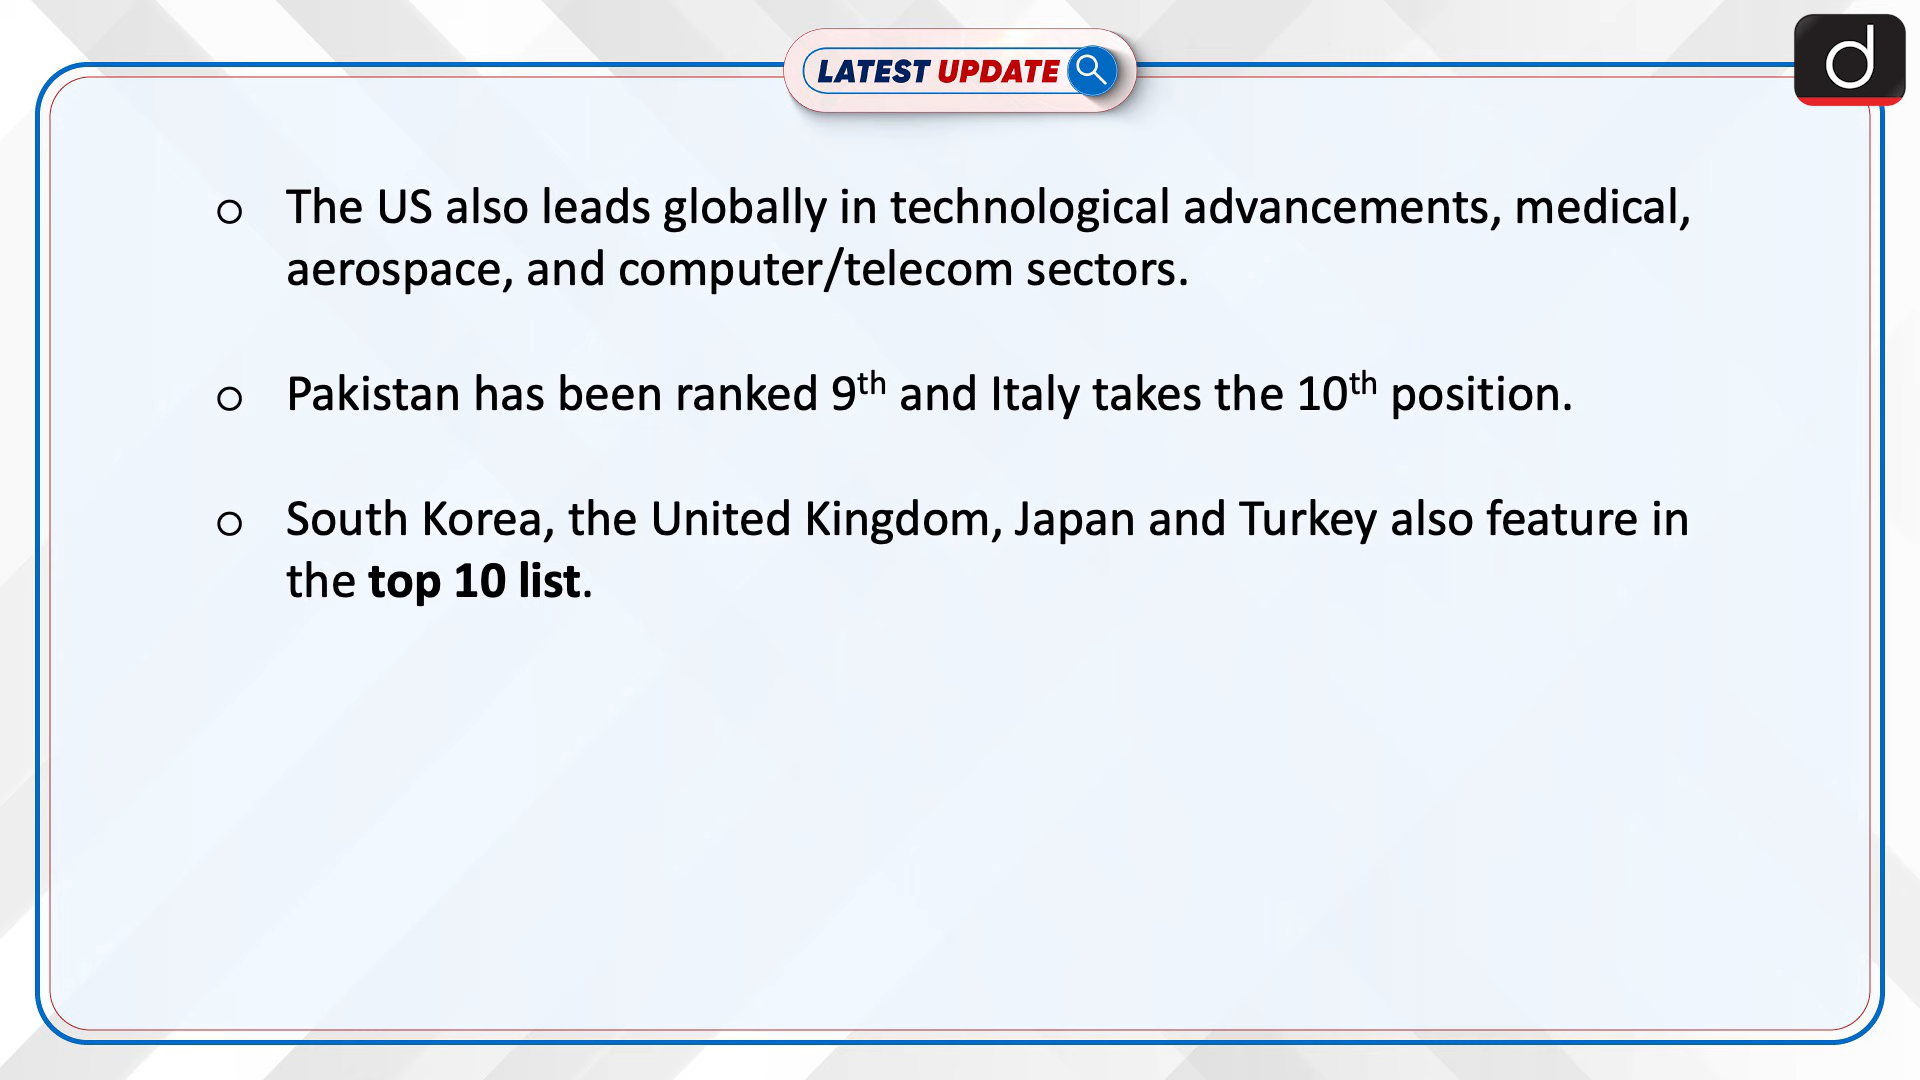 LATEST UPDATE
d
o The US also leads globally in technological advancements, medical,
aerospace, and computer/telecom sectors.
o Pakistan has been ranked 9th and Italy takes the 10th position.
o South Korea, the United Kingdom, Japan and Turkey also feature in
the top 10 list.